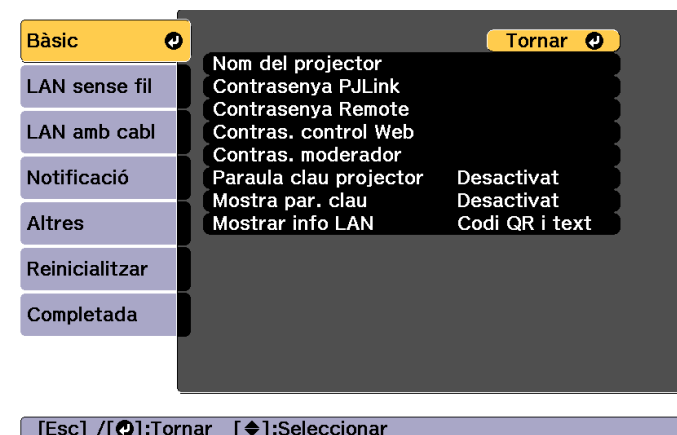 Bàsic
Tornar
Nom del projector
LAN sense fil
Contrasenya PJLink
Contrasenya Remote
LAN amb cabl
Contras. control Web
Contras. moderador
Notificació
Paraula clau projector Desactivat
Mostra par. clau Desactivat
Altres
Mostrar info LAN Codi QR i text
Reinicialitzar
Completada
[Esc] /[]:Tornar []:Seleccionar